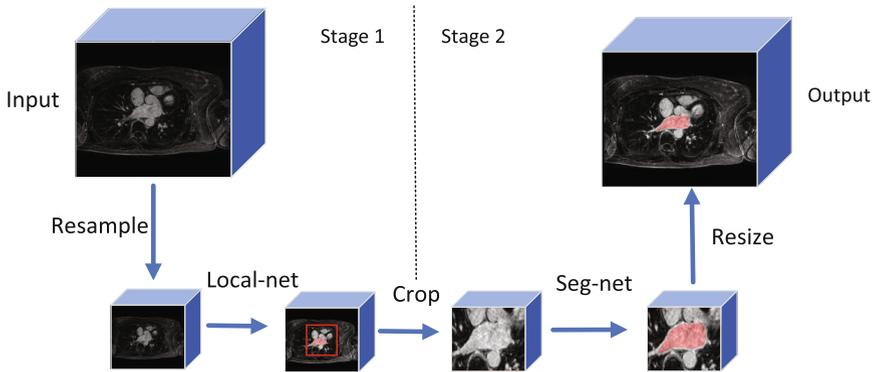 Stage 1
Stage 2
Input
Output
Resample
Resize
Local-net
Crop
Seg-net